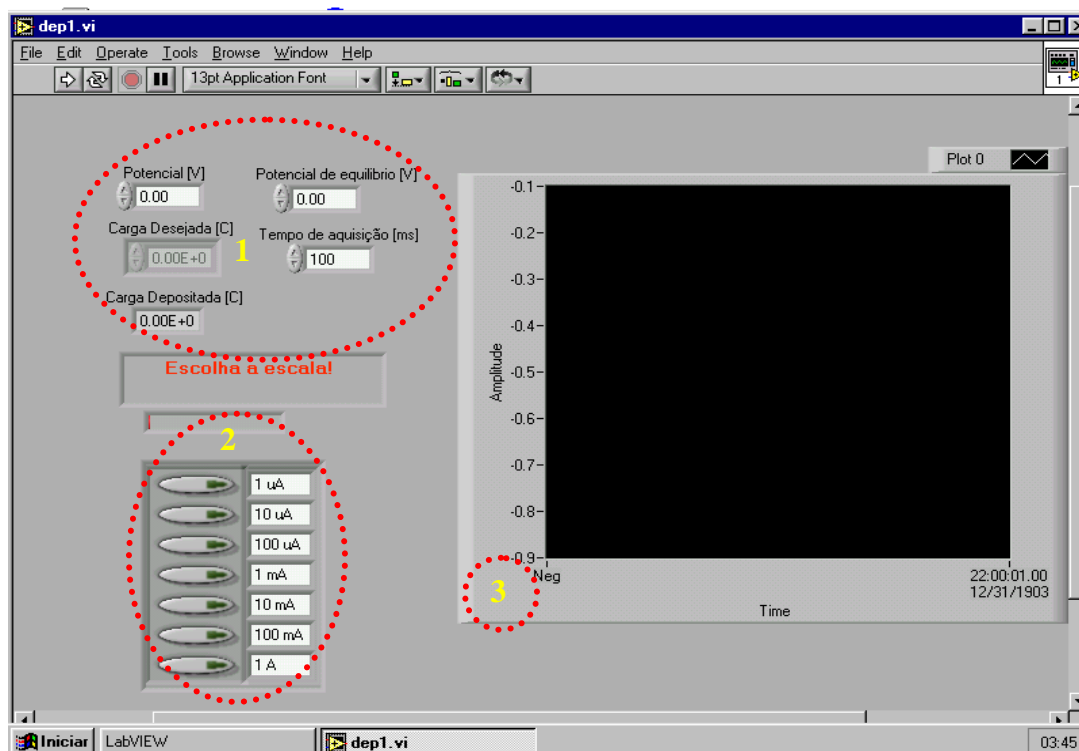 dep1.vi
File Edit Operate Tools Browse Window Help
13pt Application Font
1
Potencial [V]
0.00
Potencial de equilibrio [V]
0.00
Carga Desejada [C]
0.00E+0
1
Tempo de aquisição [ms]
100
Carga Depositada [C]
0.00E+0
Escolha a escala!
2
1 uA
10 uA
100 uA
1 mA
10 mA
100 mA
1 A
Plot 0
Amplitude
-0.1
-0.2
-0.3
-0.4
-0.5
-0.6
-0.7
-0.8
-0.9
3
Neg
22:00:01.00
12/31/1903
Time
Iniciar
LabVIEW
dep1.vi
03:45